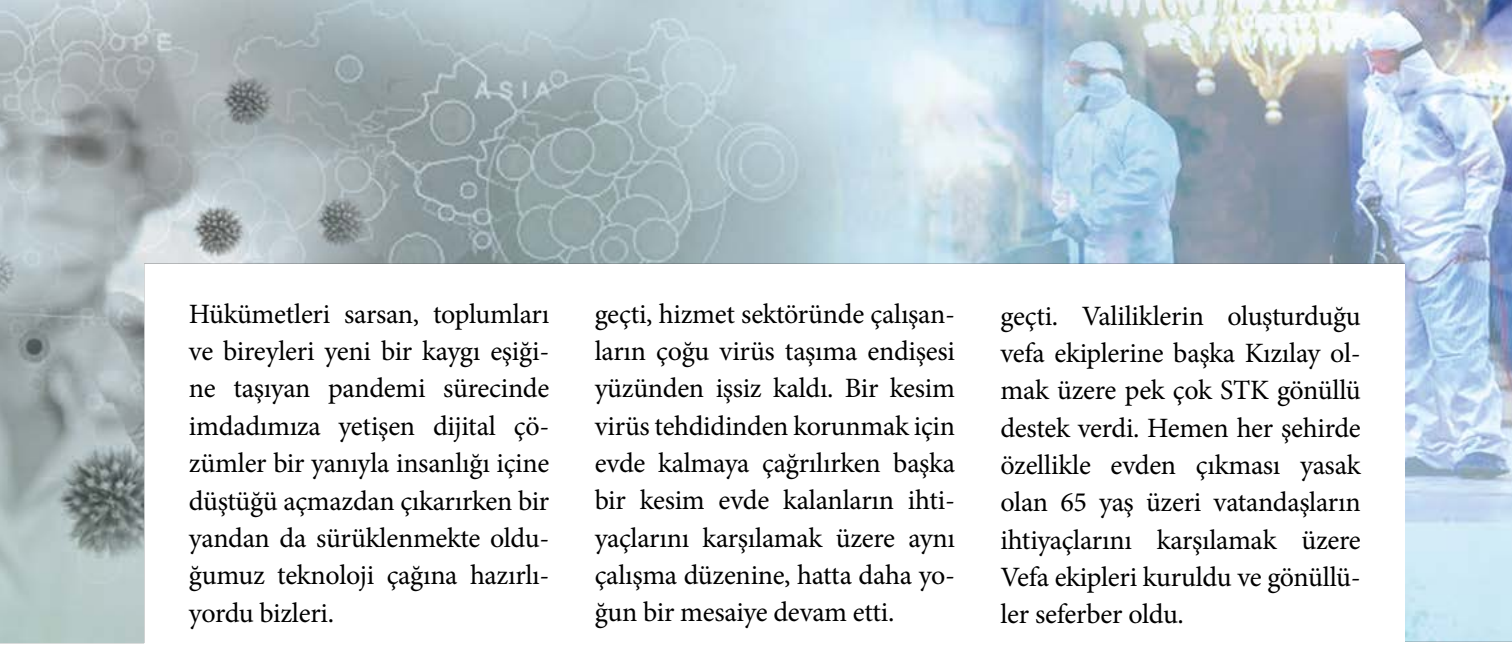 OPE
ASIA
Hükümetleri sarsan, toplumları
ve bireyleri yeni bir kaygı eşiği-
ne taşıyan pandemi sürecinde
imdadımıza yetişen dijital çö-
zümler bir yanıyla insanlığı içine
düştüğü açmazdan çıkarırken bir
yandan da sürüklenmekte oldu-
ğumuz teknoloji çağına hazırlı-
yordu bizleri.
geçti, hizmet sektöründe çalışan-
ların çoğu virüs taşıma endişesi
yüzünden işsiz kaldı. Bir kesim
virüs tehdidinden korunmak için
evde kalmaya çağrılırken başka
bir kesim evde kalanların ihti-
yaçlarını karşılamak üzere aynı
çalışma düzenine, hatta daha yo-
ğun bir mesaiye devam etti.
geçti. Valiliklerin oluşturduğu
vefa ekiplerine başka Kızılay ol-
mak üzere pek çok STK gönüllü
destek verdi. Hemen her şehirde
özellikle evden çıkması yasak
olan 65 yaş üzeri vatandaşların
ihtiyaçlarını karşılamak üzere
Vefa ekipleri kuruldu ve gönüllü-
ler seferber oldu.